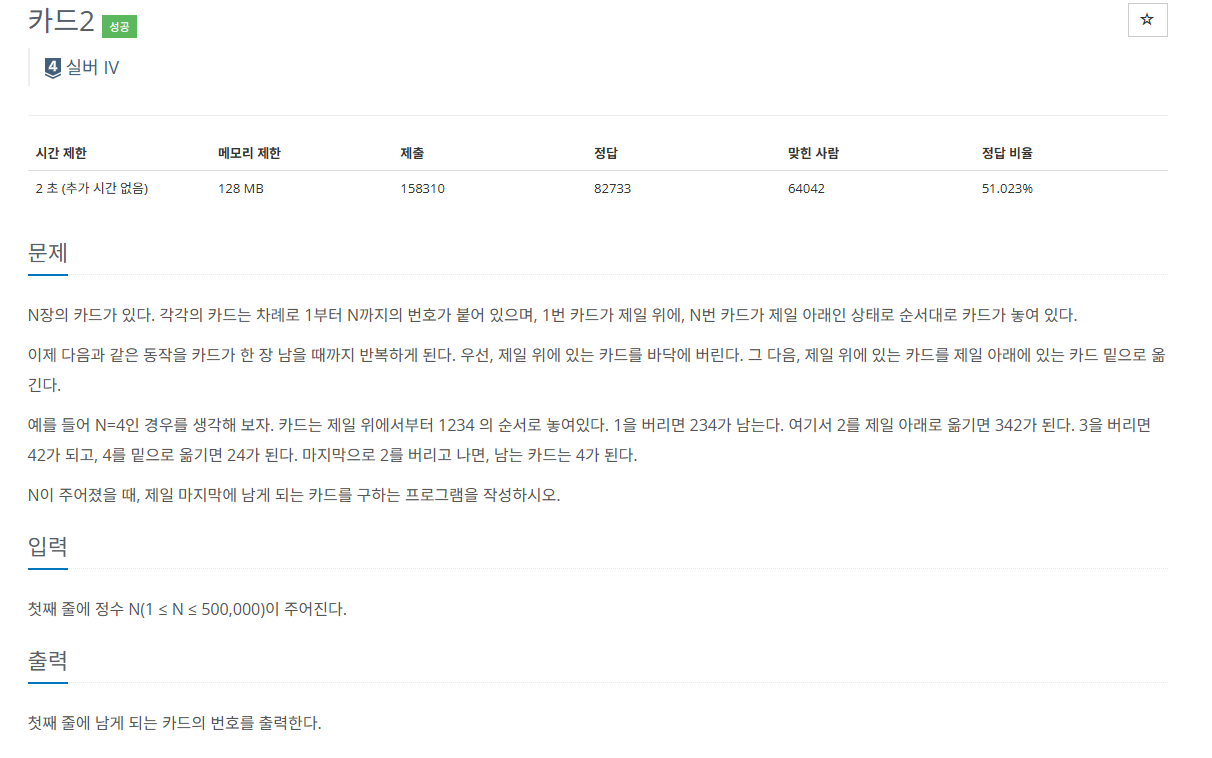 카드2 성공
☆
4 실버 IV
시간 제한 메모리 제한 제출 정답 맞힌 사람 정답 비율
2 초 (추가 시간 없음) 128 MB 158310 82733 64042 51.023%
문제
N장의 카드가 있다. 각각의 카드는 차례로 1부터 N까지의 번호가 붙어 있으며, 1번 카드가 제일 위에, N번 카드가 제일 아래인 상태로 순서대로 카드가 놓여 있다.
이제 다음과 같은 동작을 카드가 한 장 남을 때까지 반복하게 된다. 우선, 제일 위에 있는 카드를 바닥에 버린다. 그 다음, 제일 위에 있는 카드를 제일 아래에 있는 카드 밑으로 옮
긴다.
예를 들어 N=4인 경우를 생각해 보자. 카드는 제일 위에서부터 1234 의 순서로 놓여있다. 1을 버리면 234가 남는다. 여기서 2를 제일 아래로 옮기면 342가 된다. 3을 버리면
42가 되고, 4를 밑으로 옮기면 24가 된다. 마지막으로 2를 버리고 나면, 남는 카드는 4가 된다.
N이 주어졌을 때, 제일 마지막에 남게 되는 카드를 구하는 프로그램을 작성하시오.
입력
첫째 줄에 정수 N(1 ≤ N ≤ 500,000)이 주어진다.
출력
첫째 줄에 남게 되는 카드의 번호를 출력한다.